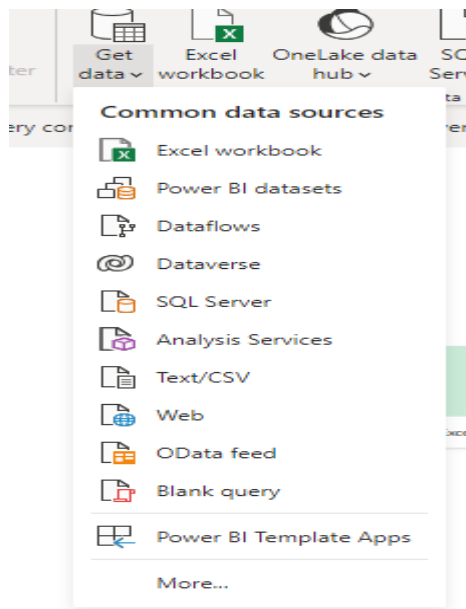 Get Excel OneLake data
data workbook hub
Common data sources
Excel workbook
Power BI datasets
Dataflows
Dataverse
SQL Server
Analysis Services
Text/CSV
Web
OData feed
Blank query
Power BI Template Apps
More...